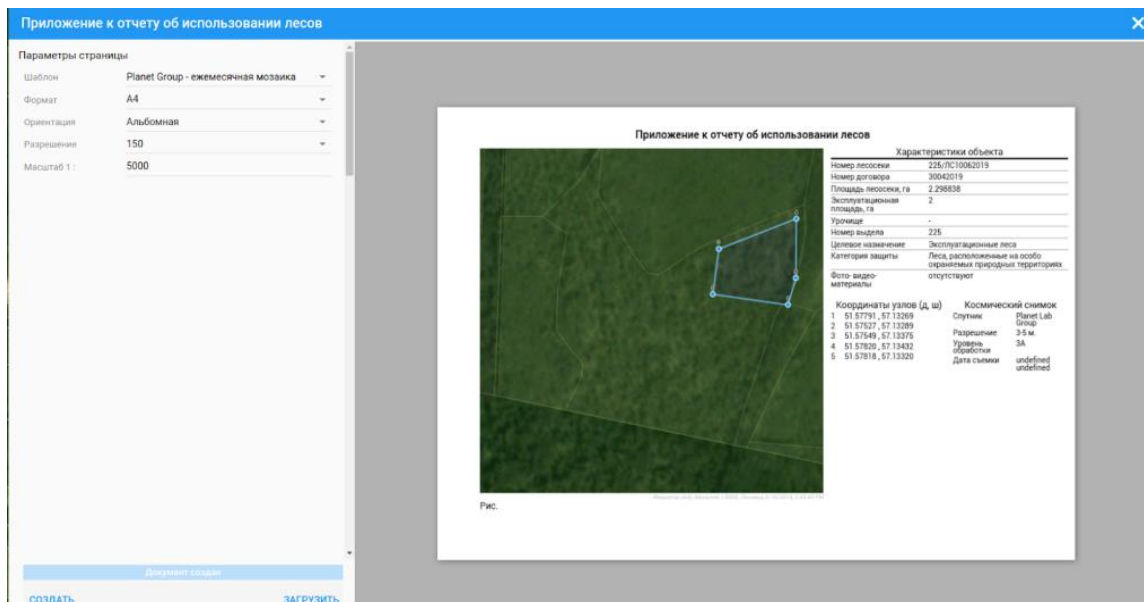 Приложение к отчету об использовании лесов
Параметры страницы
Шаблон Planet Group - ежемесячная мозаика
Формат А4
Ориентация Альбомная
Разрешение 150
Масштаб 1 : 5000
Документ создан
СОЗДАТЬ ЗАГРУЗИТЬ
Приложение к отчету об использовании лесов
Рис.
Характеристики объекта
Номер лесосеки 225/ЛС10062019
Номер договора 30042019
Площадь лесосеки, га 2.298838
Эксплуатационная 2
площадь, га
Урочище -
Номер выдела 225
Целевое назначение Эксплуатационные леса
Категория защиты Леса, расположенные на особо
охраняемых природных территориях
Фото- видео- отсутствуют
материалы
Координаты узлов (д, ш)
1 51.57791 , 57.13269
2 51.57527 , 57.13289
3 51.57549 , 57.13375
4 51.57820 , 57.13432
5 51.57818 , 57.13320
Космический снимок
Спутник Planet Lab
Group
Разрешение 3-5 м.
Уровень 3А
обработки
Дата съемки undefined
undefined